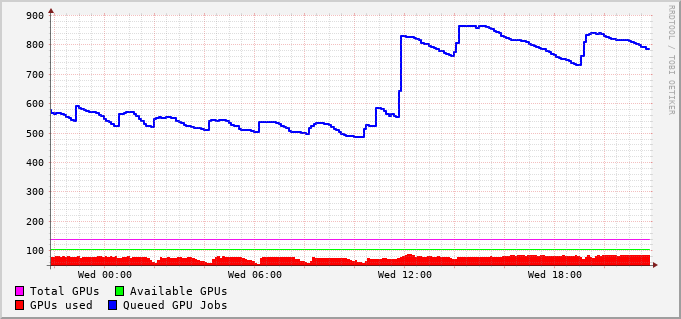 900
800
700
600
500
400
300
200
100
Wed 00:00 Wed 06:00 Wed 12:00 Wed 18:00
Total GPUs Available GPUs
GPUs used Queued GPU Jobs
RRDTOOL / TOBI OETIKER